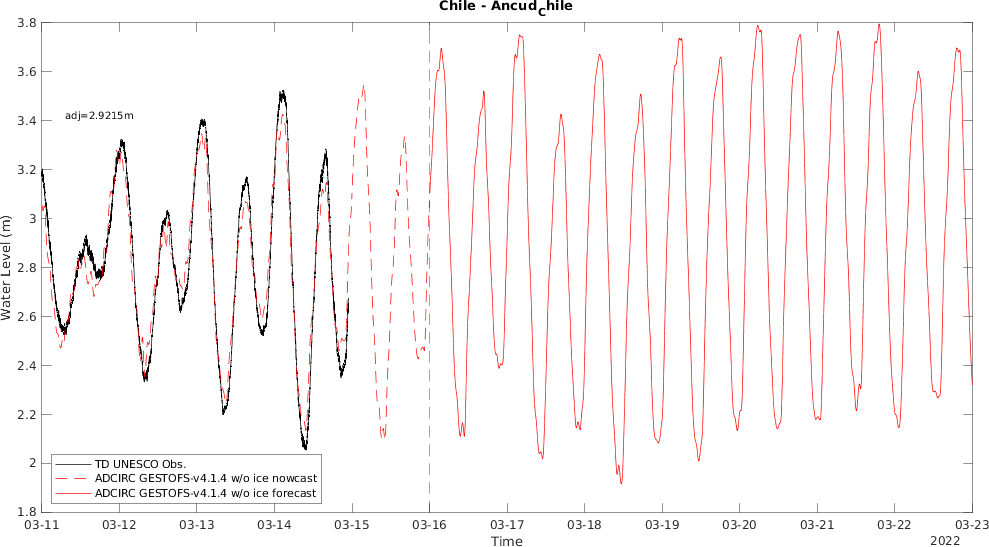 Chile - Ancud_Chile
3.8
3.6
3.4
3.2
3
2.8
2.6
2.4
2.2
2
1.8
Water Level (m)
adj=2.9215m
TD UNESCO Obs.
ADCIRC GESTOFS-v4.1.4 w/o ice nowcast
ADCIRC GESTOFS-v4.1.4 w/o ice forecast
03-11 03-12 03-13 03-14 03-15 03-16 03-17 03-18 03-19 03-20 03-21 03-22 03-23
Time
2022